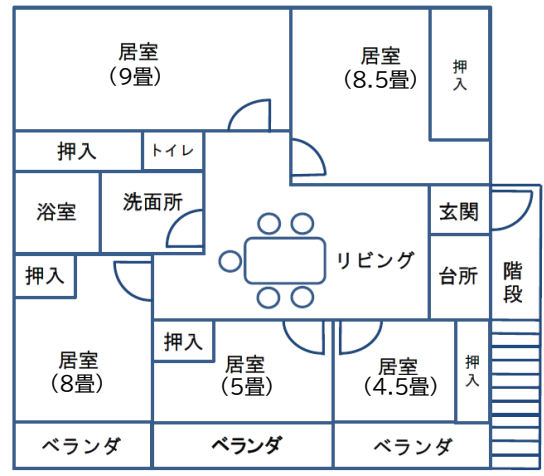 居室
（9畳）
居室
（8.5畳）
押入
押入
トイレ
浴室
洗面所
玄関
リビング
台所
階段
押入
居室
（8畳）
押入
居室
（5畳）
居室
（4.5畳）
押入
ベランダ
ベランダ
ベランダ